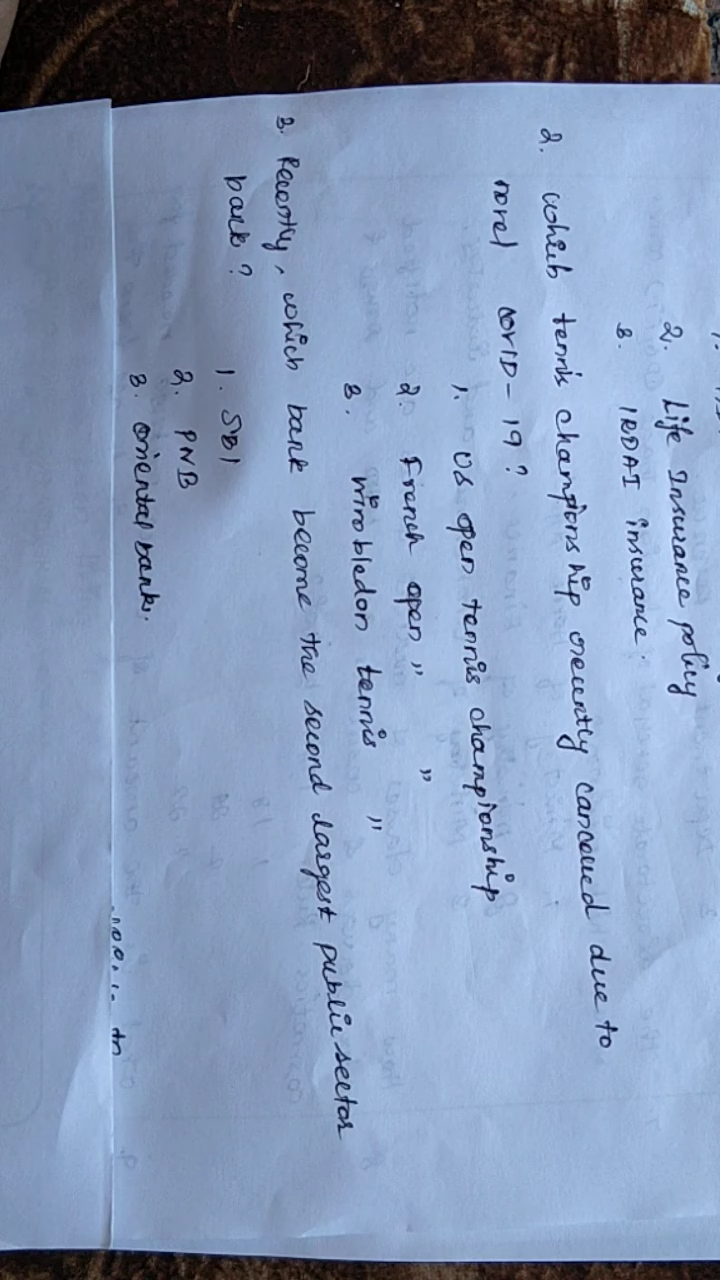 2. Life Insurance policy
3. IRDAI insurance.
2. which tennis championship recently cancelled due to
novel COVID-19?
1. US open tennis championship
2. French open " "
3. Wimbledon tennis "
3. Recently, which bank become the second largest public sector
bank?
1. SBI
2. PNB
3. oriental bank.